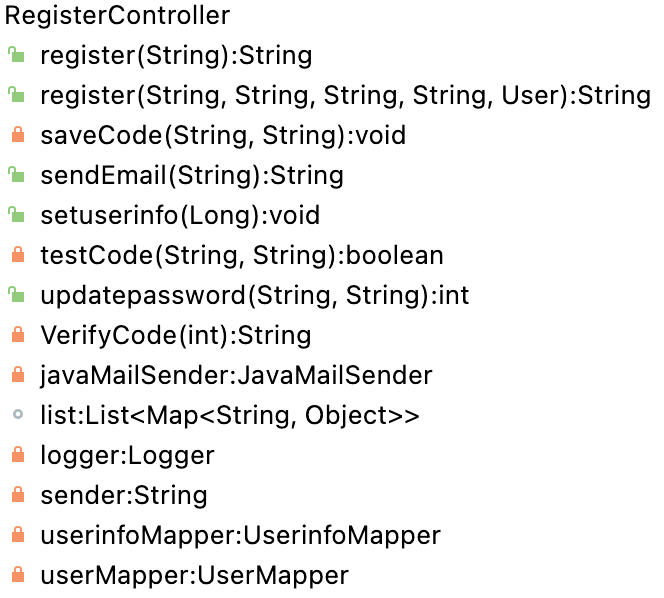 RegisterController
register(String):String
register(String, String, String, String, User):String
saveCode(String, String):void
sendEmail(String):String
setuserinfo(Long):void
testCode(String, String):boolean
updatepassword(String, String):int
VerifyCode(int):String
javaMailSender:JavaMailSender
list:List<Map<String, Object>>
logger:Logger
sender:String
userinfoMapper:UserinfoMapper
userMapper:UserMapper